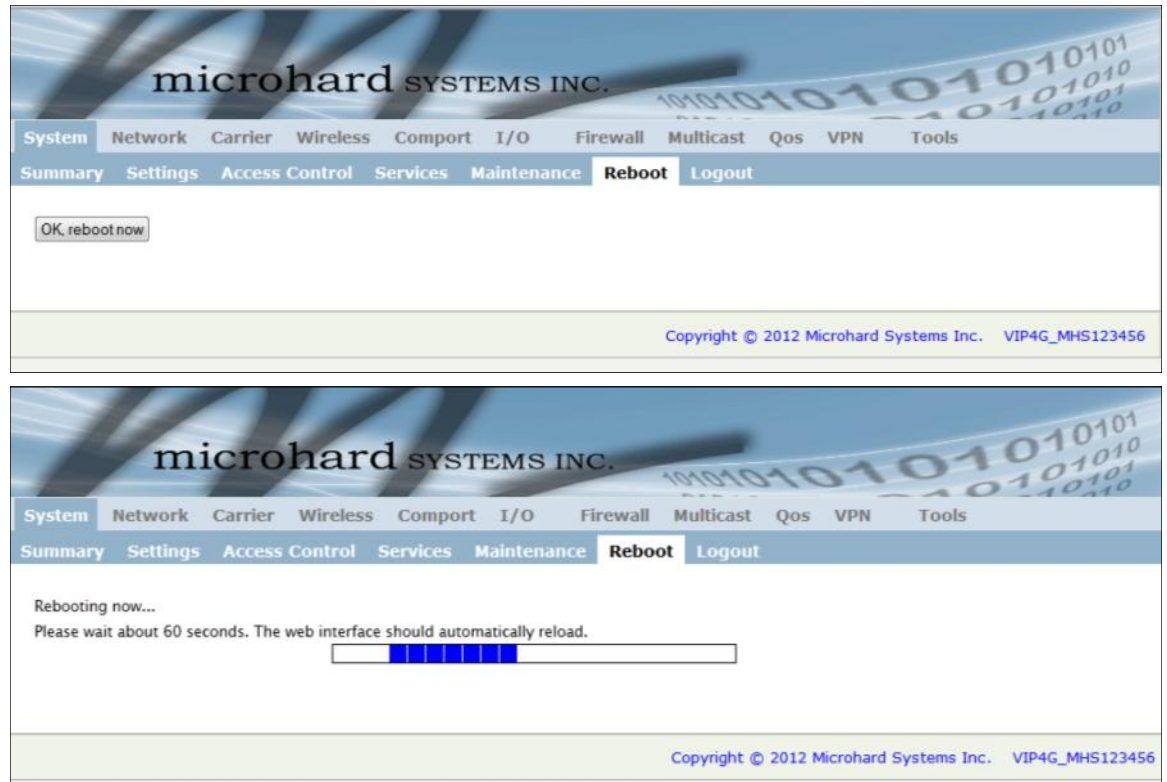 microhard SYSTEMS INC.
System Network Carrier Wireless Comport I/O Firewall Multicast Qos VPN Tools
Summary Settings Access Control Services Maintenance Reboot Logout
OK, reboot now
Copyright © 2012 Microhard Systems Inc. VIP4G_MHS123456
microhard SYSTEMS INC.
System Network Carrier Wireless Comport I/O Firewall Multicast Qos VPN Tools
Summary Settings Access Control Services Maintenance Reboot Logout
Rebooting now...
Please wait about 60 seconds. The web interface should automatically reload.
Copyright © 2012 Microhard Systems Inc. VIP4G_MHS123456